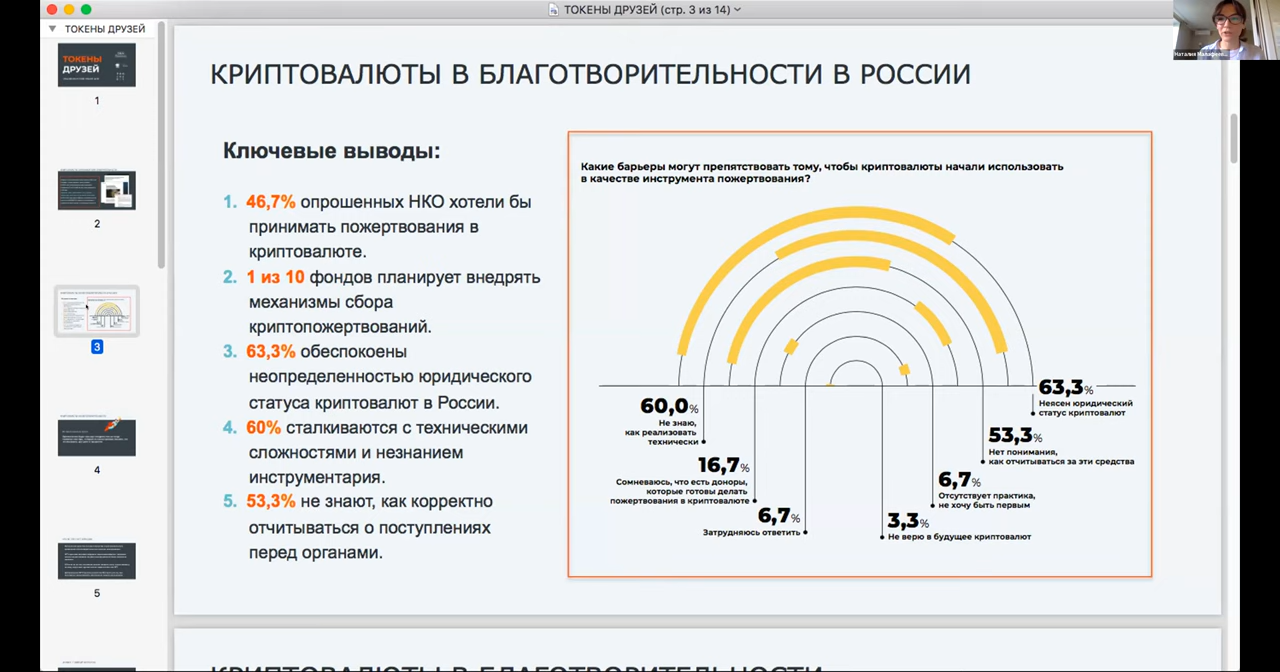 ТОКЕНЫ ДРУЗЕЙ (стр. 3 из 14)
ТОКЕНЫ ДРУЗЕЙ
ТОКЕНЫ
ДРУЗЕЙ
1
2
3
4
5
Наталия
КРИПТОВАЛЮТЫ В БЛАГОТВОРИТЕЛЬНОСТИ В РОССИИ
Ключевые выводы:
1. 46,7% опрошенных НКО хотели бы
принимать пожертвования в
криптовалюте.
2. 1 из 10 фондов планирует внедрять
механизмы сбора
криптопожертвований.
3. 63,3% обеспокоены
неопределенностью юридического
статуса криптовалют в России.
4. 60% сталкиваются с техническими
сложностями и незнанием
инструментария.
5. 53,3% не знают, как корректно
отчитываться о поступлениях
перед органами.
Какие барьеры могут препятствовать тому, чтобы криптовалюты начали использовать
в качестве инструмента пожертвования?
60,0%
Не знаю,
как реализовать
технически
16,7%
Сомневаюсь, что есть доноры,
которые готовы делать
пожертвования в криптовалюте
6,7%
Затрудняюсь ответить
63,3%
Неясен юридический
статус криптовалют
53,3%
Нет понимания,
как отчитываться за эти средства
6,7%
Отсутствует практика,
не хочу быть первым
3,3%
Не верю в будущее криптовалют
КРИПТОВАЛЮТЫ В БЛАГОТВОРИТЕЛЬНОСТИ